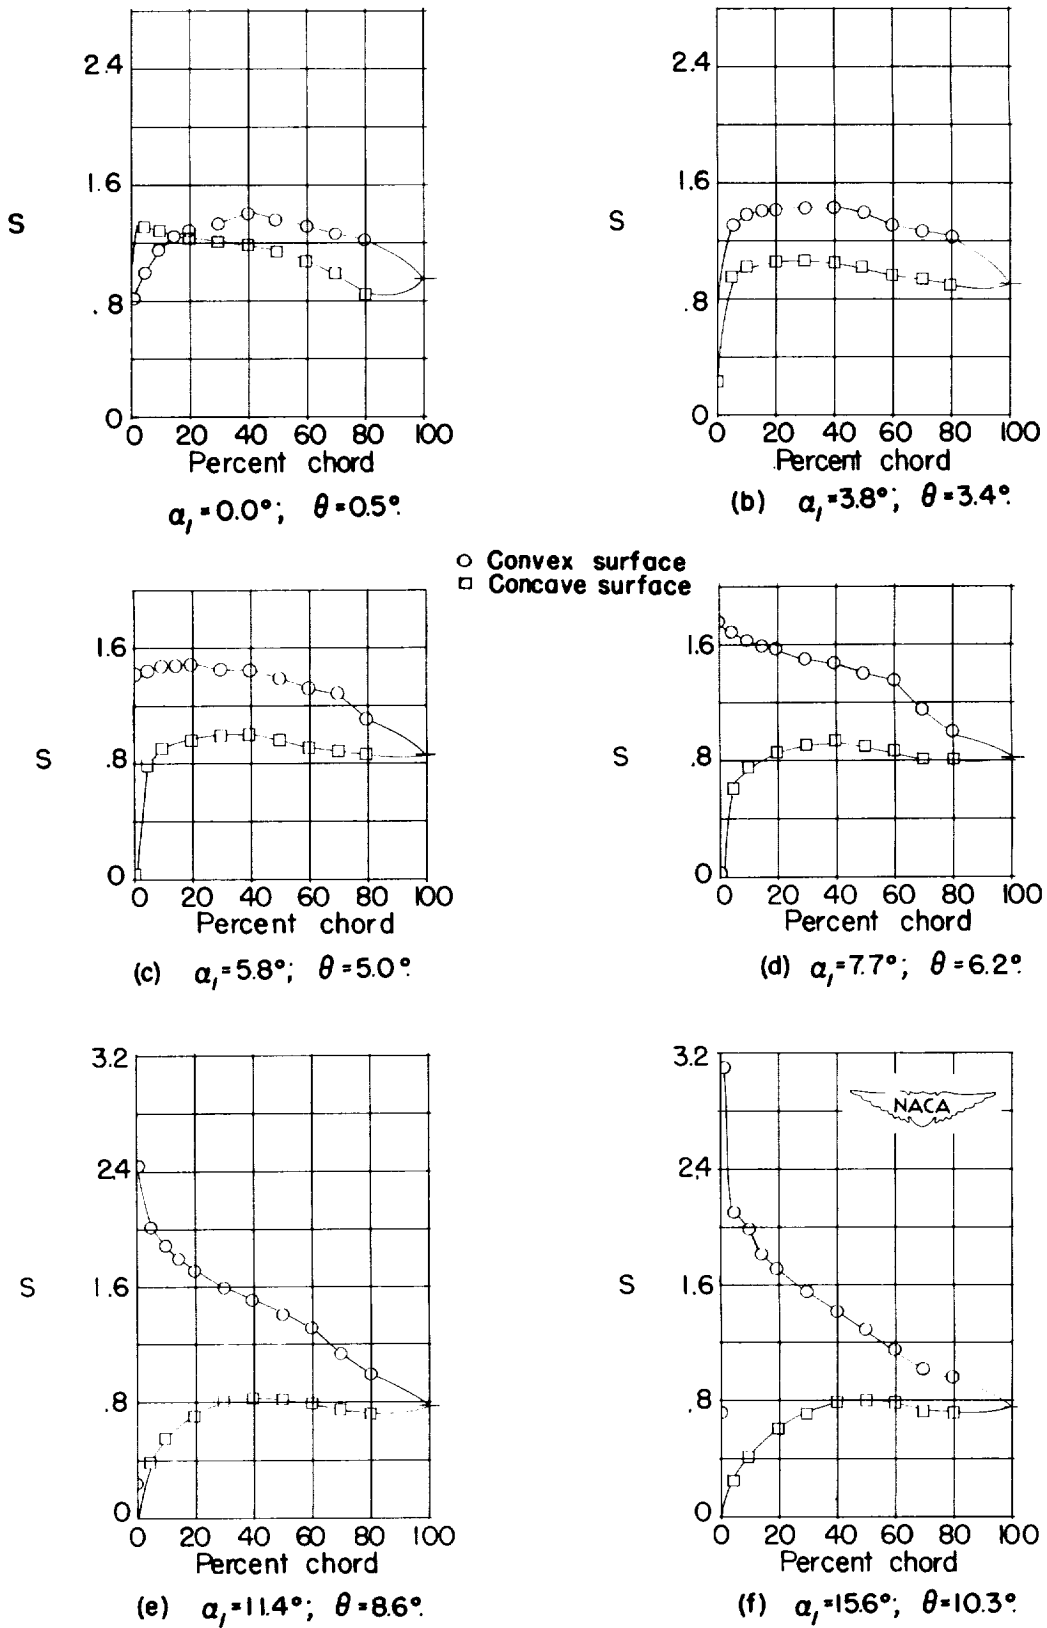 2.4
1.6
S
.8
0
0 20 40 60 80 100
Percent chord
α₁=0.0°; θ=0.5°.
2.4
1.6
S
.8
0
0 20 40 60 80 100
Percent chord
(b) α₁=3.8°; θ=3.4°.
○ Convex surface
□ Concave surface
1.6
S
.8
0
0 20 40 60 80 100
Percent chord
(c) α₁=5.8°; θ=5.0°.
1.6
S
.8
0
0 20 40 60 80 100
Percent chord
(d) α₁=7.7°; θ=6.2°.
3.2
2.4
S
1.6
.8
0
0 20 40 60 80 100
Percent chord
(e) α₁=11.4°; θ=8.6°.
3.2
NACA
2.4
S
1.6
.8
0
0 20 40 60 80 100
Percent chord
(f) α₁=15.6°; θ=10.3°.